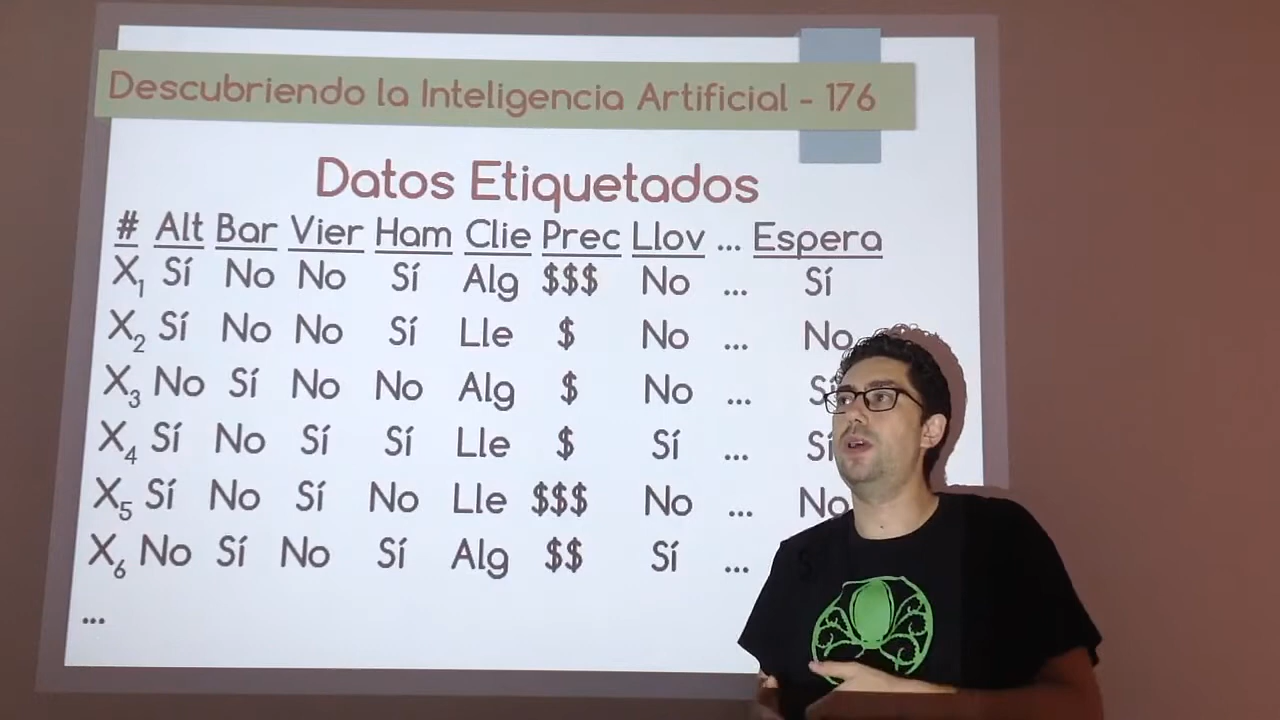 Descubriendo la Inteligencia Artificial - 176
Datos Etiquetados
# Alt Bar Vier Ham Clie Prec Llov ... Espera
X1 Sí No No Sí Alg $$$ No ... Sí
X2 Sí No No Sí Lle $ No ... No
X3 No Sí No No Alg $ No ... Sí
X4 Sí No Sí Sí Lle $ Sí ... Sí
X5 Sí No Sí No Lle $$$ No ... No
X6 No Sí No Sí Alg $$ Sí ...
...